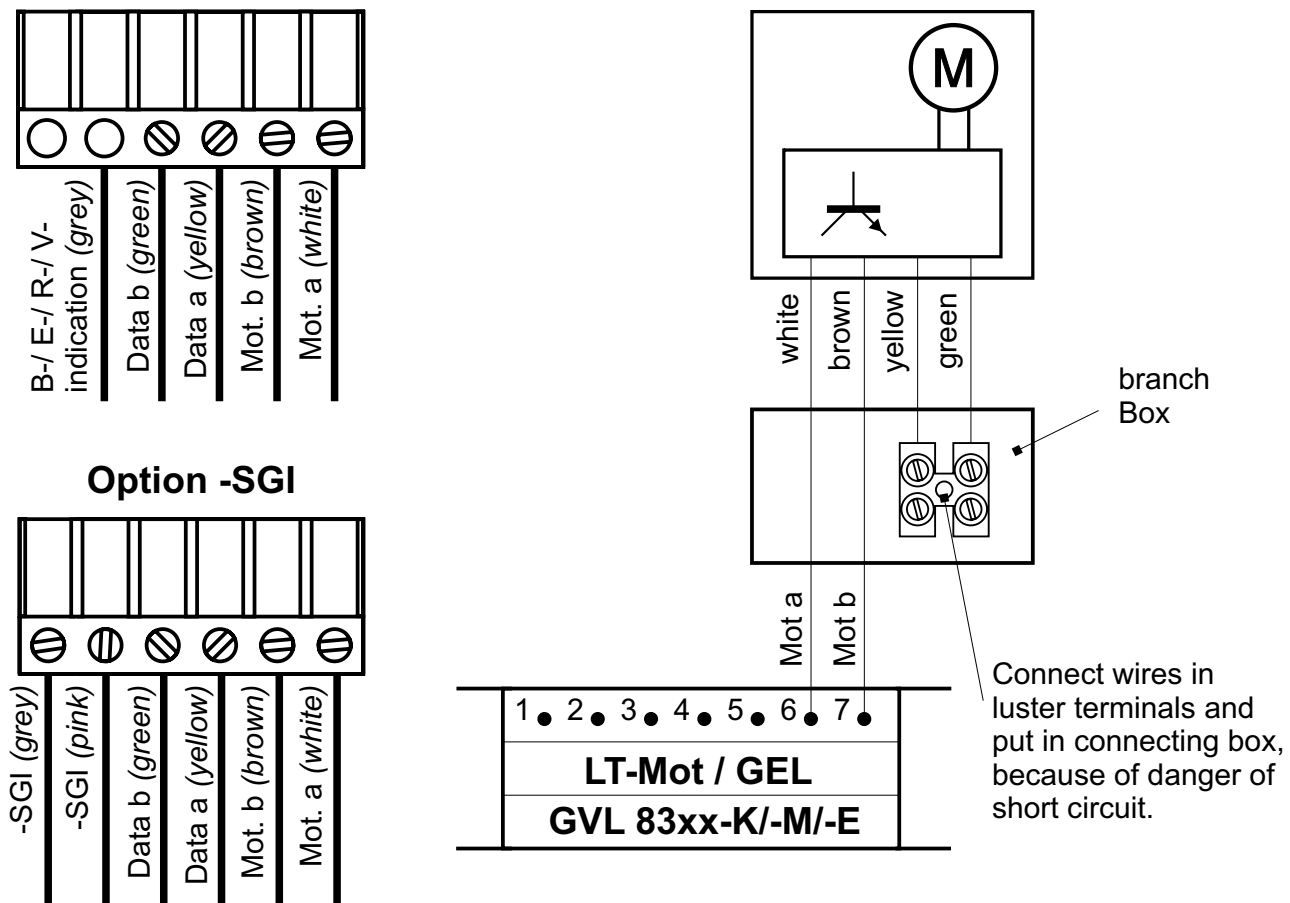 B-/ E-/ R-/ V-
indication (grey)
Data b (green)
Data a (yellow)
Mot. b (brown)
Mot. a (white)
Option -SGI
-SGI (grey)
-SGI (pink)
Data b (green)
Data a (yellow)
Mot. b (brown)
Mot. a (white)
M
white
brown
yellow
green
branch
Box
Mot a
Mot b
Connect wires in
luster terminals and
put in connecting box,
because of danger of
short circuit.
1 2 3 4 5 6 7
LT-Mot / GEL
GVL 83xx-K/-M/-E